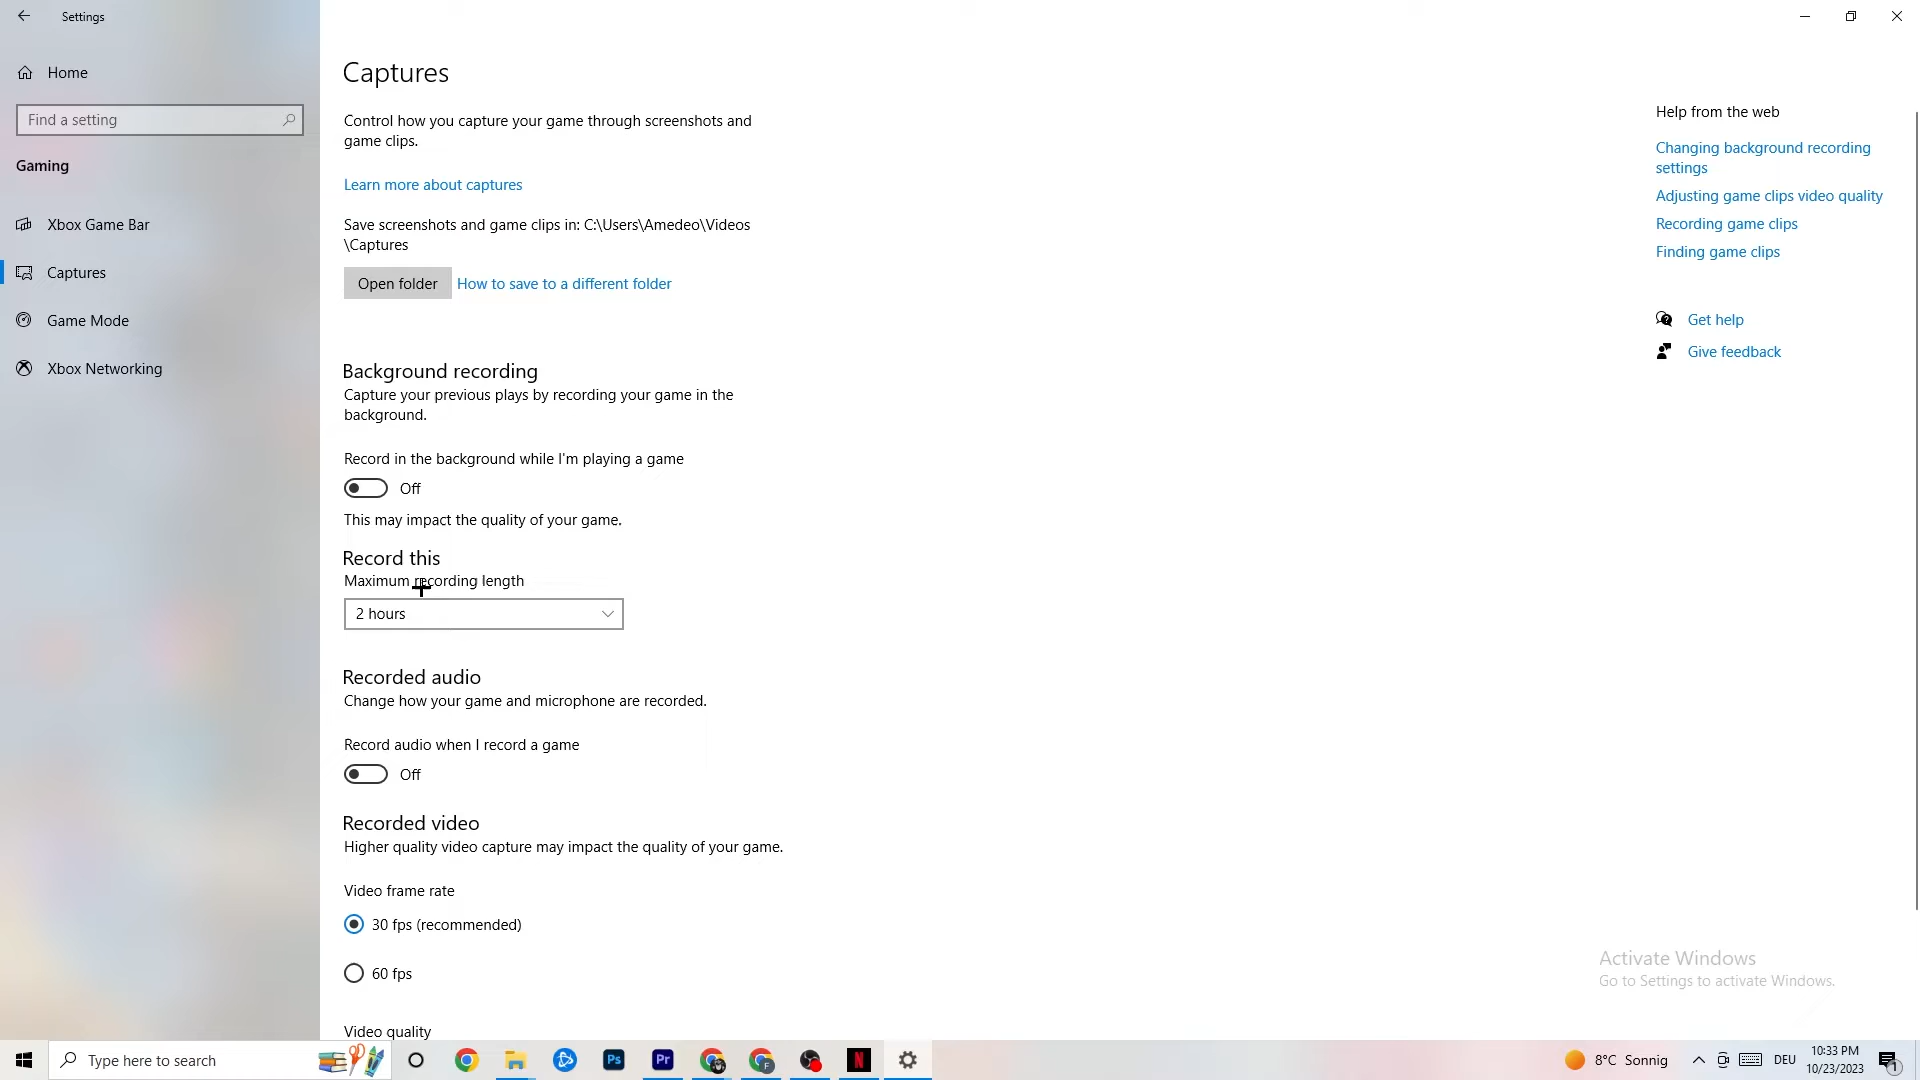 Settings
Home
Find a setting
Gaming
Xbox Game Bar
Captures
Game Mode
Xbox Networking
Captures
Control how you capture your game through screenshots and
game clips.
Learn more about captures
Save screenshots and game clips in: C:\Users\Amedeo\Videos
\Captures
Open folder
How to save to a different folder
Background recording
Capture your previous plays by recording your game in the
background.
Record in the background while I'm playing a game
Off
This may impact the quality of your game.
Record this
Maximum recording length
2 hours
Recorded audio
Change how your game and microphone are recorded.
Record audio when I record a game
Off
Recorded video
Higher quality video capture may impact the quality of your game.
Video frame rate
30 fps (recommended)
60 fps
Video quality
Help from the web
Changing background recording
settings
Adjusting game clips video quality
Recording game clips
Finding game clips
Get help
Give feedback
Activate Windows
Go to Settings to activate Windows.
Type here to search
Ps
Pr
F
N
8°C Sonnig
DEU
10:33 PM
10/23/2023
1